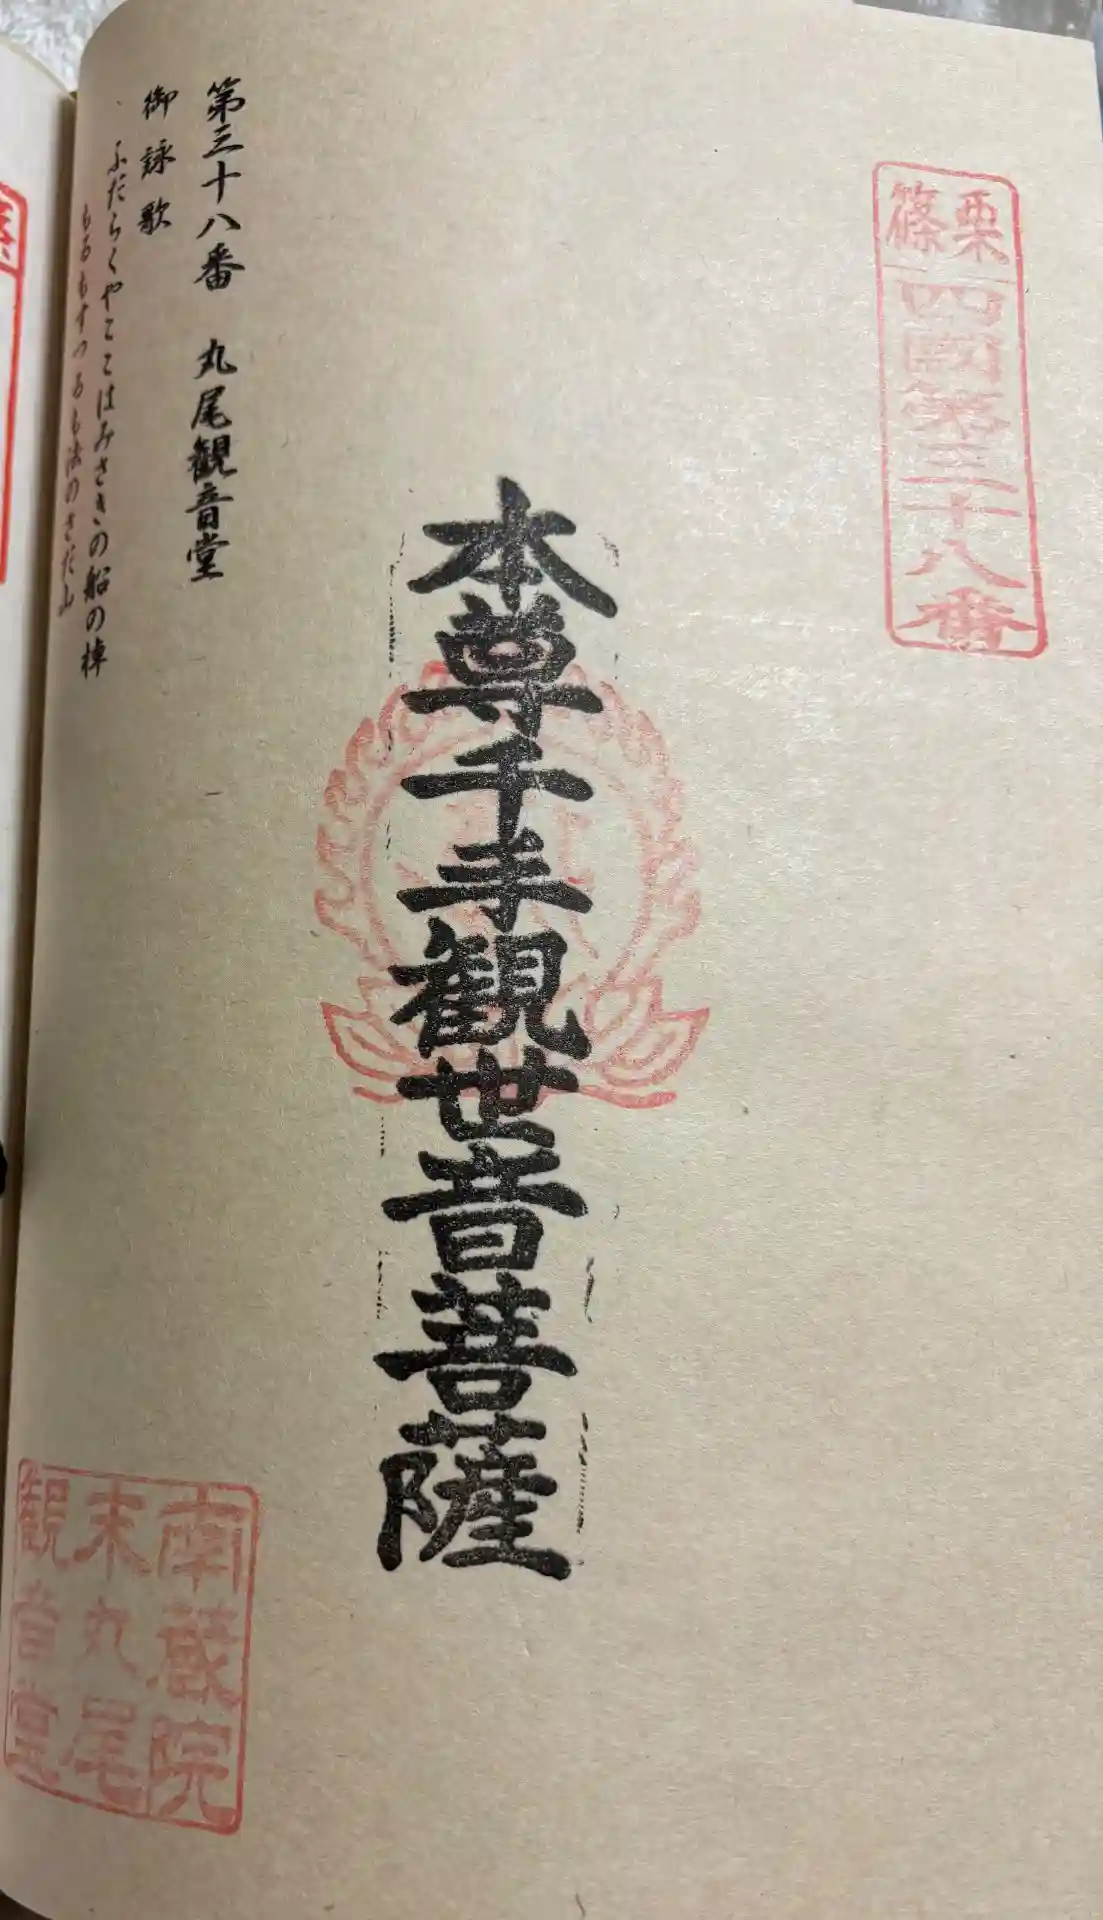 篠栗
四國第三十八番
本尊千手観世音菩薩
第三十八番 丸尾観音堂
御詠歌
ふだらくやここはみさきの船の棹
とるもすつるも法のさだ山
南蔵院
末丸尾
観音堂